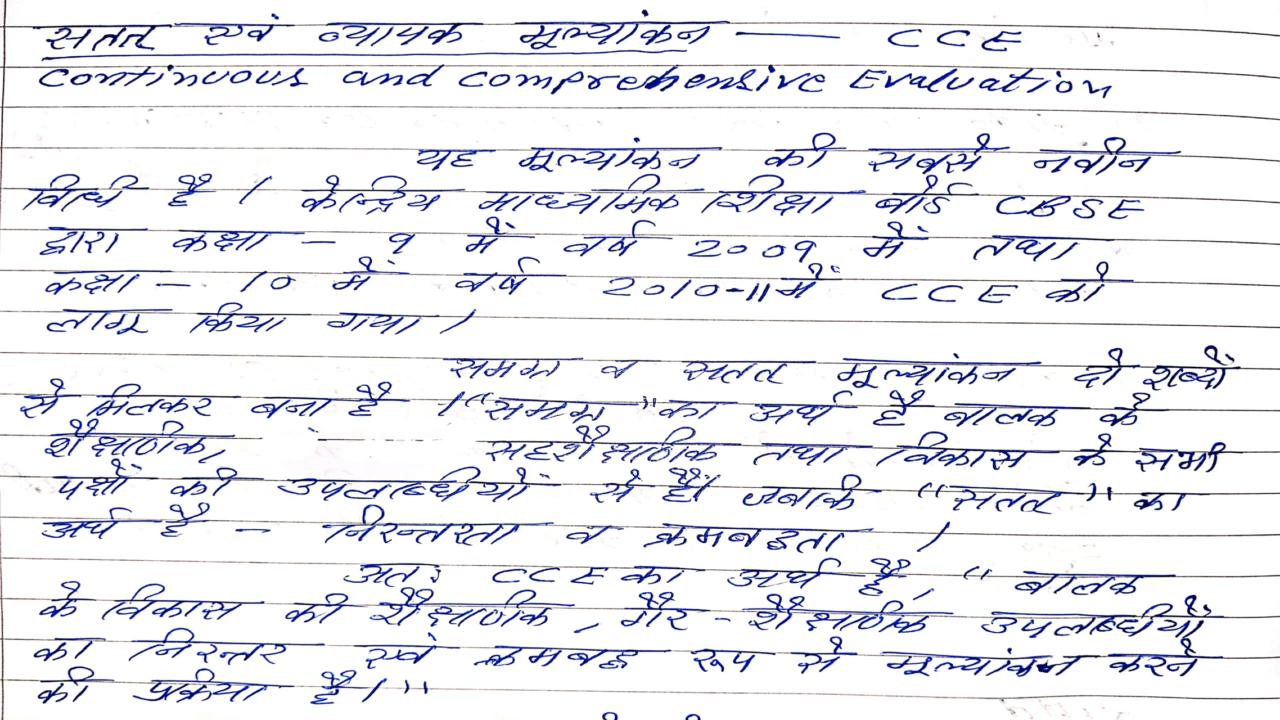 सतत् एवं व्यापक मूल्यांकन — CCE
Continuous and comprehensive Evaluation
यह मूल्यांकन की सबसे नवीन
विधि है। केन्द्रिय माध्यमिक शिक्षा बोर्ड CBSE
द्वारा कक्षा - 9 में वर्ष 2009 में तथा
कक्षा - 10 में वर्ष 2010-11 में CCE को
लागू किया गया।
समग्र व सतत् मूल्यांकन दो शब्दों
से मिलकर बना है। "समग्र" का अर्थ है बालक के
शैक्षणिक, सहशैक्षणिक तथा विकास के सभी
पक्षों की उपलब्धियों से है। जबकि "सतत्" का
अर्थ है - निरन्तरता व क्रमबद्धता।
अतः CCE का अर्थ है, "बालक
के विकास की शैक्षणिक, गैर-शैक्षणिक उपलब्धियों
का निरन्तर एवं क्रमबद्ध रूप से मूल्यांकन करने
की प्रक्रिया है।"